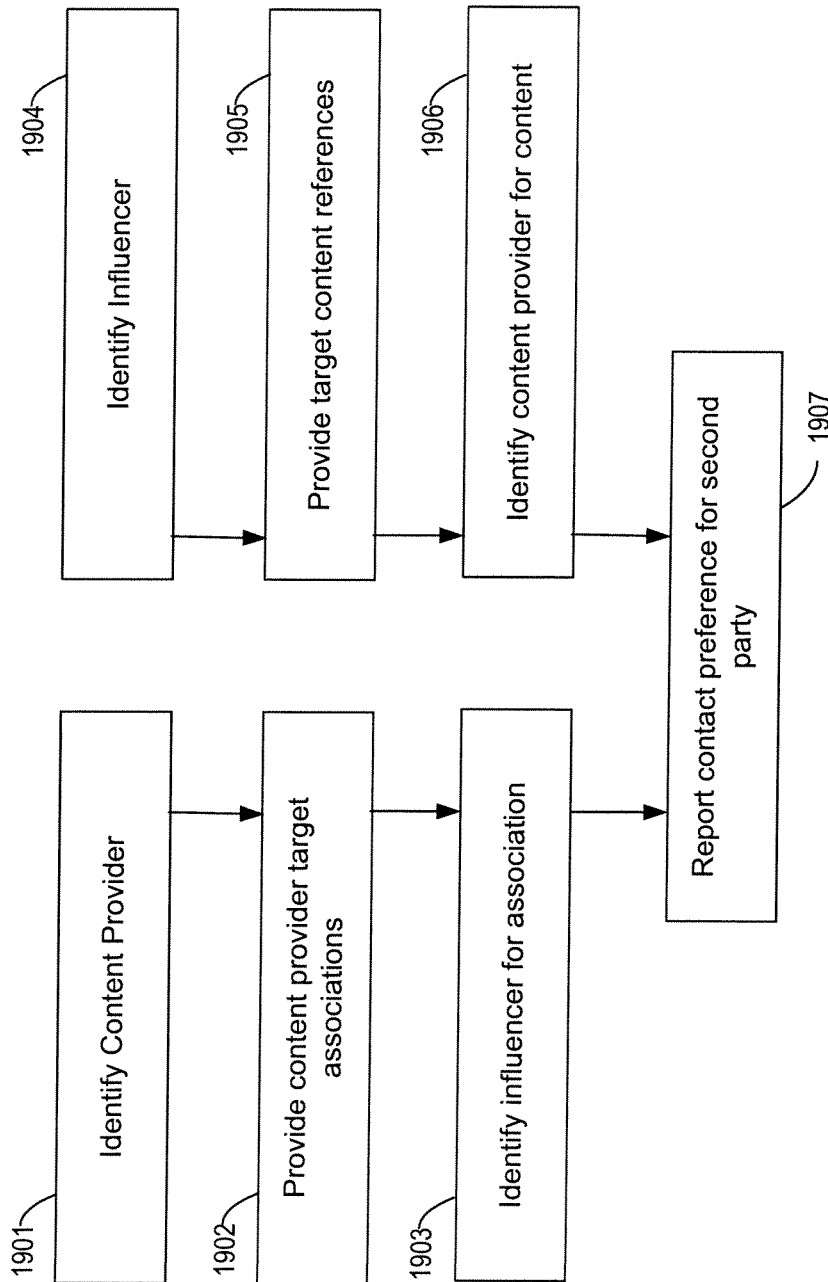 1901
Identify Content Provider
1902
Provide content provider target
associations
1903
Identify influencer for association
1904
Identify Influencer
1905
Provide target content references
1906
Identify content provider for content
Report contact preference for second
party
1907